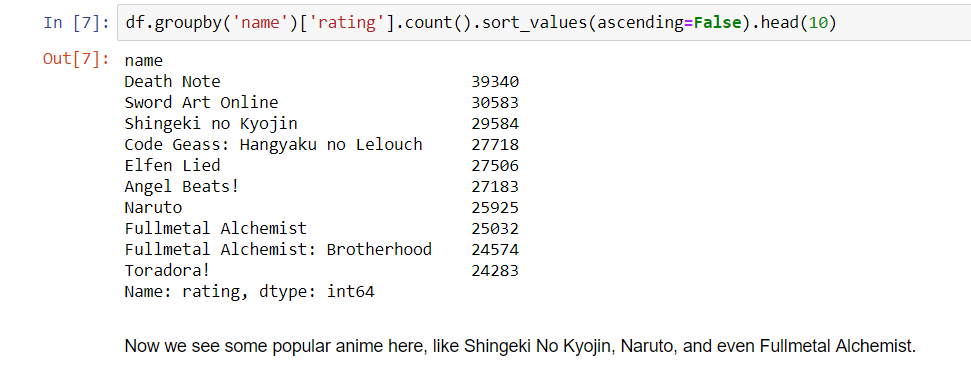 In [7]: df.groupby('name')['rating'].count().sort_values(ascending=False).head(10)
Out[7]: name
Death Note 39340
Sword Art Online 30583
Shingeki no Kyojin 29584
Code Geass: Hangyaku no Lelouch 27718
Elfen Lied 27506
Angel Beats! 27183
Naruto 25925
Fullmetal Alchemist 25032
Fullmetal Alchemist: Brotherhood 24574
Toradora! 24283
Name: rating, dtype: int64
Now we see some popular anime here, like Shingeki No Kyojin, Naruto, and even Fullmetal Alchemist.